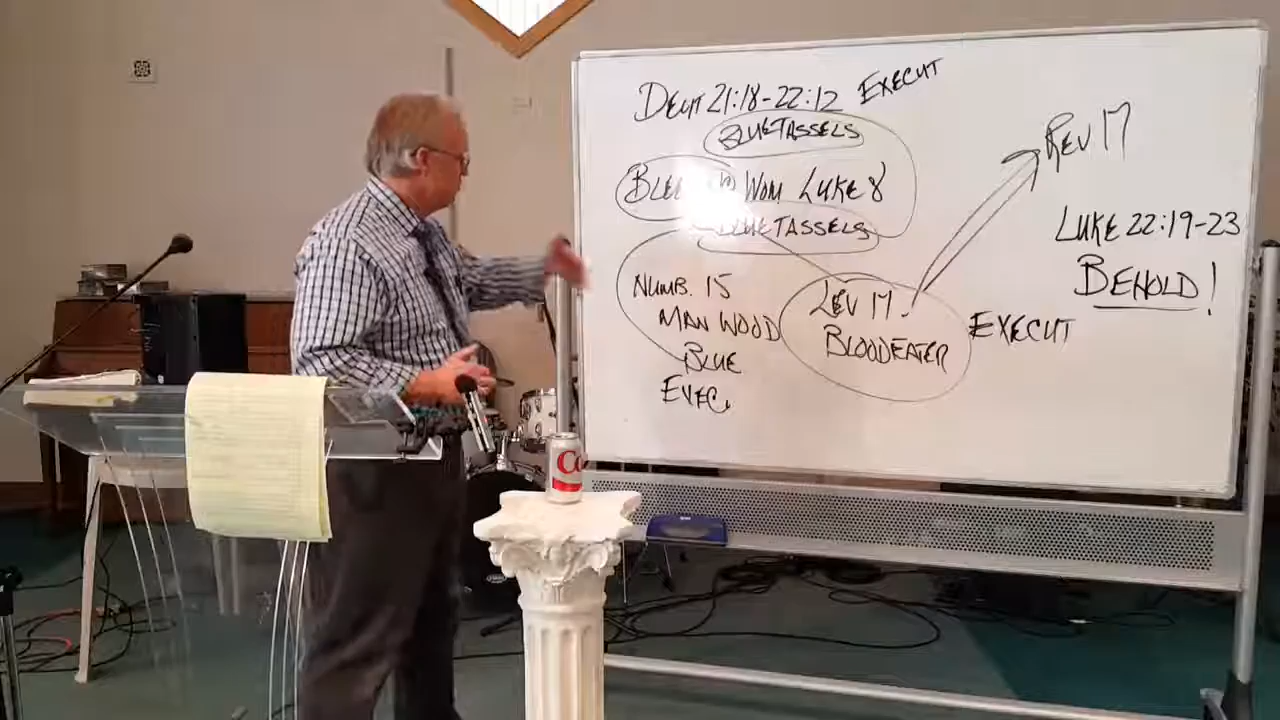 DEUT 21:18-22:12 EXECUT
BLUE TASSELS
WOM LUKE 8
BLUE TASSELS
NUMB. 15
MAN WOOD
BLUE
EXEC.
LEV 17.
BLOODEATER
EXECUT
REV 17
LUKE 22:19-23
BEHOLD!